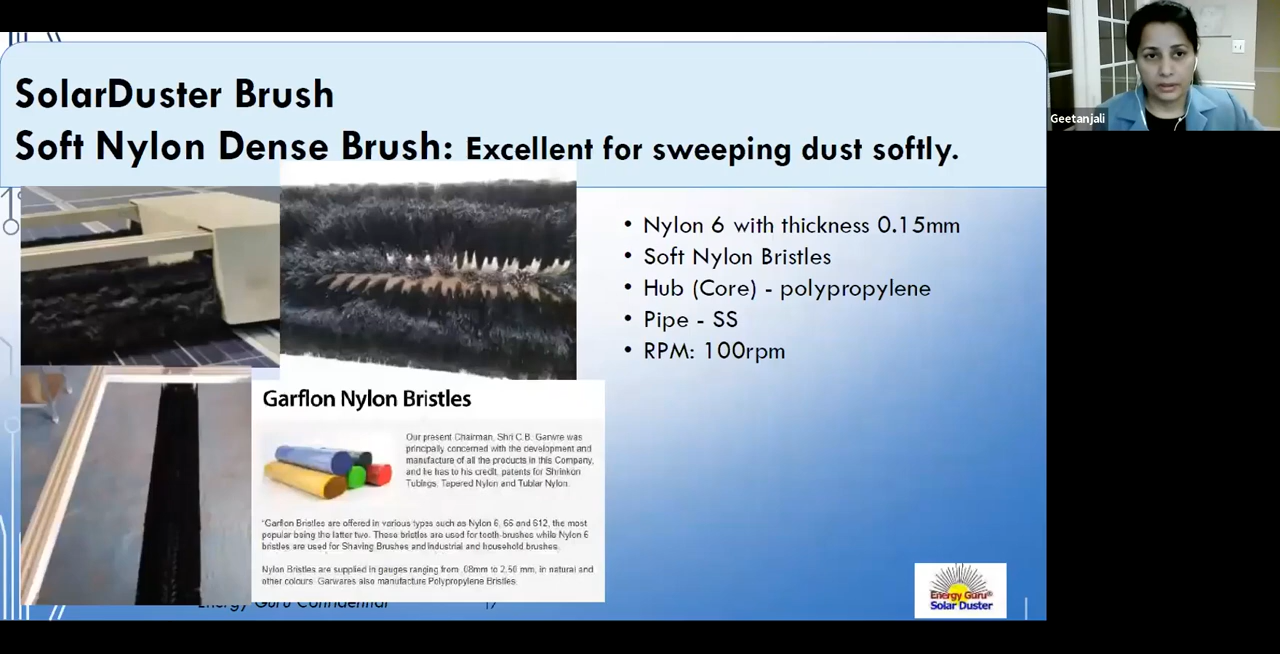 SolarDuster Brush
Soft Nylon Dense Brush: Excellent for sweeping dust softly.
Geetanjali
• Nylon 6 with thickness 0.15mm
• Soft Nylon Bristles
• Hub (Core) - polypropylene
• Pipe - SS
• RPM: 100rpm
Garflon Nylon Bristles
Our present Chairman, Shri C.B. Garwre was
principally concerned with the development and
manufacture of all the products in this Company,
and he has to his credit, patents for Shrinkon
Tubings, Tapered Nylon and Tublar Nylon.
"Garflon Bristles are offered in various types such as Nylon 6, 66 and 612, the most
popular being the latter two. These bristles are used for tooth-brushes while Nylon 6
bristles are used for Shaving Brushes and Industrial and household brushes.
Nylon Bristles are supplied in gauges ranging from .08mm to 2.50 mm, in natural and
other colours. Garwares also manufacture Polypropylene Bristles.
Energy Guru Confidential
17
Energy Guru®
Solar Duster